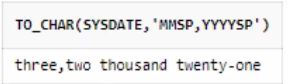 TO_CHAR(SYSDATE,'MMSP,YYYYSP')
three,two thousand twenty-one